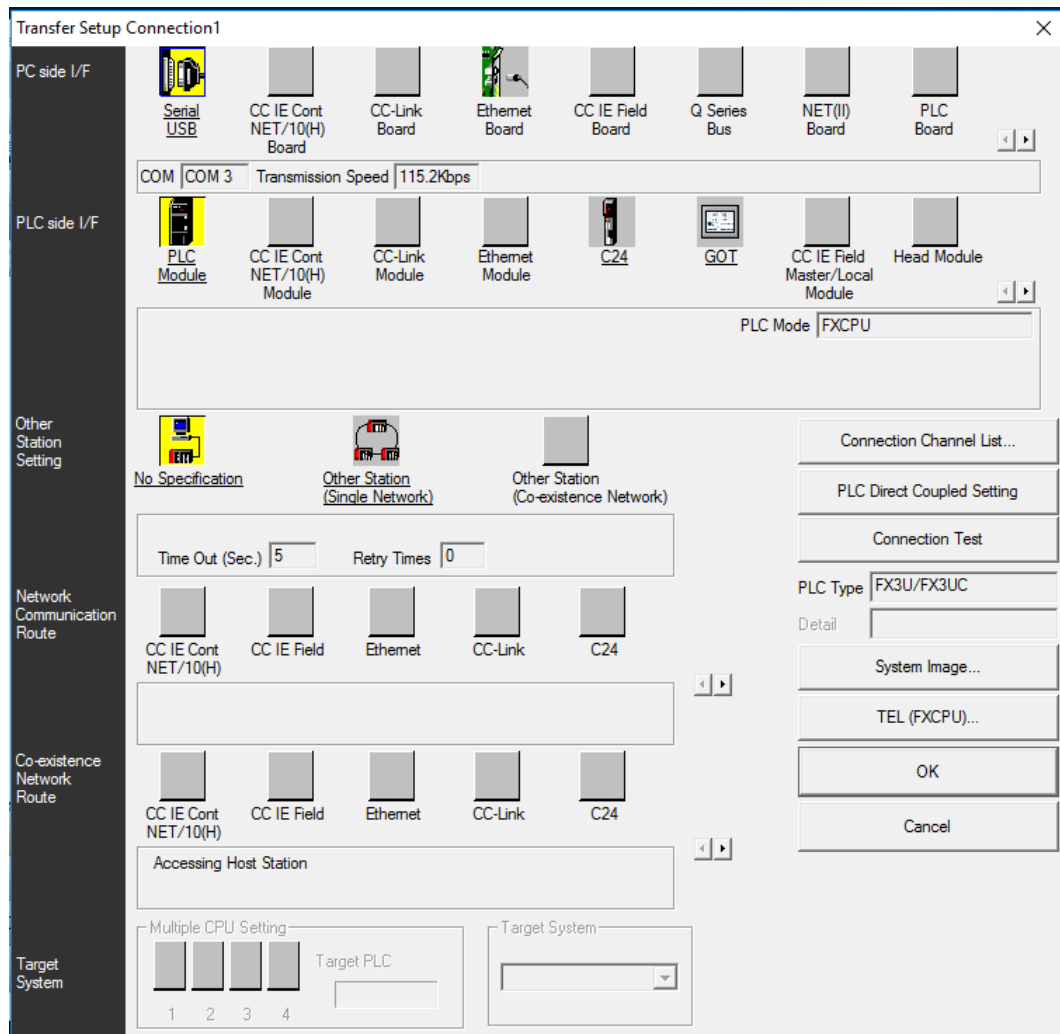 Transfer Setup Connection1
PC side I/F
Serial
USB
CC IE Cont
NET/10(H)
Board
CC-Link
Board
Ethernet
Board
CC IE Field
Board
Q Series
Bus
NET(II)
Board
PLC
Board
COM COM 3 Transmission Speed 115.2Kbps
PLC side I/F
PLC
Module
CC IE Cont
NET/10(H)
Module
CC-Link
Module
Ethernet
Module
C24
GOT
CC IE Field
Master/Local
Module
Head Module
PLC Mode FXCPU
Other
Station
Setting
No Specification
Other Station
(Single Network)
Other Station
(Co-existence Network)
Time Out (Sec.) 5 Retry Times 0
Connection Channel List...
PLC Direct Coupled Setting
Connection Test
PLC Type FX3U/FX3UC
Detail
System Image...
TEL (FXCPU)...
OK
Cancel
Network
Communication
Route
CC IE Cont
NET/10(H)
CC IE Field
Ethernet
CC-Link
C24
Co-existence
Network
Route
CC IE Cont
NET/10(H)
CC IE Field
Ethernet
CC-Link
C24
Accessing Host Station
Target
System
Multiple CPU Setting
1 2 3 4
Target PLC
Target System